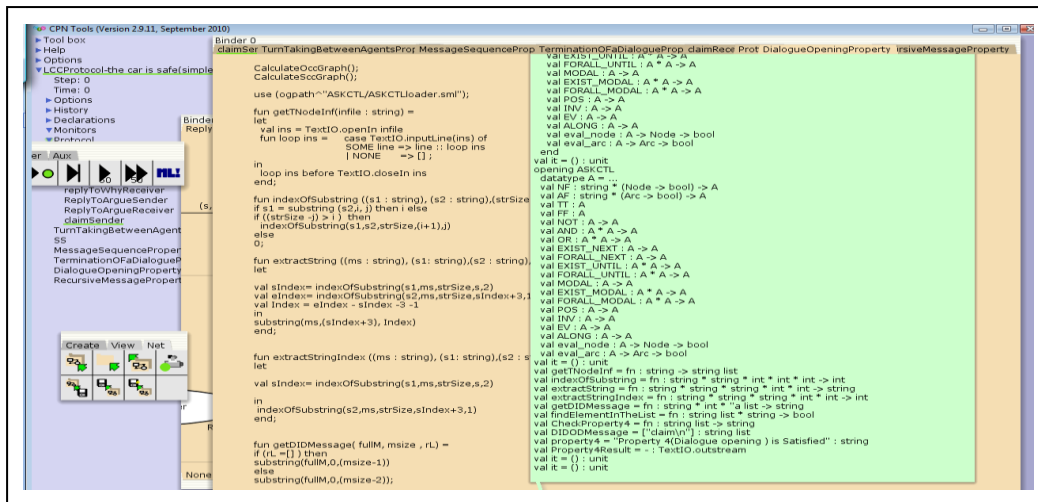 CPN Tools (Version 2.9.11, September 2010)
Tool box
Help
Options
LCCProtocol-the car is safe(simple
Step: 0
Time: 0
Options
History
Declarations
Monitors
Protocol
er Aux
ML!
replyToWhyReceiver
ReplyToArgueSender
ReplyToArgueReceiver
claimSender
TurnTakingBetweenAgent
SS
MessageSequenceProper
TerminationOFaDialogueP
DialogueOpeningProperty
RecursiveMessagePropert
Create View Net
Binder
Reply
(s,
R
None
Binder 0
claimSer TurnTakingBetweenAgentsProp MessageSequenceProp TerminationOFaDialogueProp claimRece Prot DialogueOpeningProperty ırsiveMessageProperty
CalculateOccGraph();
CalculateSccGraph();
use (ogpath^"ASKCTL/ASKCTLloader.sml");
fun getTNodeInf(infile : string) =
let
val ins = TextIO.openIn infile
fun loop ins = case TextIO.inputLine(ins) of
SOME line => line :: loop ins
| NONE => [] ;
in
loop ins before TextIO.closeIn ins
end;
fun indexOfSubstring ((s1 : string), (s2 : string),(strSize
if s1 = substring (s2,i, j) then i else
if ((strSize -j) > i ) then
indexOfSubstring(s1,s2,strSize,(i+1),j)
else
0;
fun extractString ((ms : string), (s1: string),(s2 : string),
let
val sIndex= indexOfSubstring(s1,ms,strSize,s,2)
val eIndex= indexOfSubstring(s2,ms,strSize,sIndex+3,1
val Index = eIndex - sIndex -3 -1
in
substring(ms,(sIndex+3), Index)
end;
fun extractStringIndex ((ms : string), (s1: string),(s2 : s
let
val sIndex= indexOfSubstring(s1,ms,strSize,s,2)
in
indexOfSubstring(s2,ms,strSize,sIndex+3,1)
end;
fun getDIDMessage( fullM, msize , rL) =
if (rL =[] ) then
substring(fullM,0,(msize-1))
else
substring(fullM,0,(msize-2));
val EXIST_UNTIL : A * A -> A
val FORALL_UNTIL : A * A -> A
val MODAL : A -> A
val EXIST_MODAL : A * A -> A
val FORALL_MODAL : A * A -> A
val POS : A -> A
val INV : A -> A
val EV : A -> A
val ALONG : A -> A
val eval_node : A -> Node -> bool
val eval_arc : A -> Arc -> bool
end
val it = () : unit
opening ASKCTL
datatype A = ...
val NF : string * (Node -> bool) -> A
val AF : string * (Arc -> bool) -> A
val TT : A
val FF : A
val NOT : A -> A
val AND : A * A -> A
val OR : A * A -> A
val EXIST_NEXT : A -> A
val FORALL_NEXT : A -> A
val EXIST_UNTIL : A * A -> A
val FORALL_UNTIL : A * A -> A
val MODAL : A -> A
val EXIST_MODAL : A * A -> A
val FORALL_MODAL : A * A -> A
val POS : A -> A
val INV : A -> A
val EV : A -> A
val ALONG : A -> A
val eval_node : A -> Node -> bool
val eval_arc : A -> Arc -> bool
val it = () : unit
val getTNodeInf = fn : string -> string list
val indexOfSubstring = fn : string * string * int * int * int -> int
val extractString = fn : string * string * string * int * int -> string
val extractStringIndex = fn : string * string * string * int * int -> int
val getDIDMessage = fn : string * int * ''a list -> string
val findElementInTheList = fn : string list * string -> bool
val CheckProperty4 = fn : string list -> string
val DIDODMessage = ["claim\n"] : string list
val property4 = "Property 4(Dialogue opening ) is Satisfied" : string
val Property4Result = - : TextIO.outstream
val it = () : unit
val it = () : unit